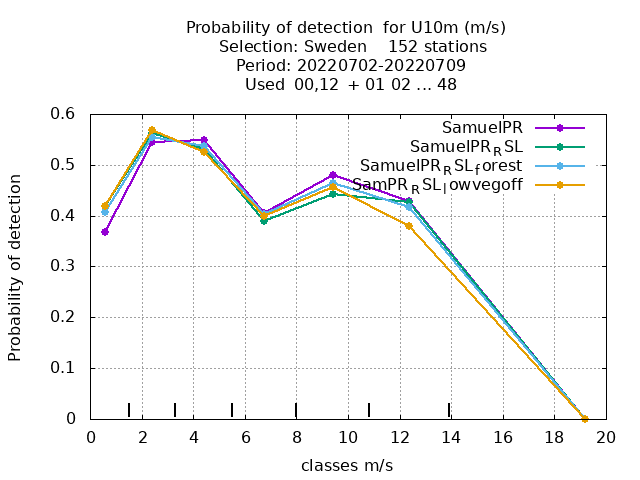 Probability of detection  for U10m (m/s)
Selection: Sweden    152 stations
Period: 20220702-20220709
Used  00,12  + 01 02 ... 48
SamuelPR
SamuelPR_RSL
SamuelPR_RSL_forest
SamPR_RSL_lowvegoff
Probability of detection
0.6
0.5
0.4
0.3
0.2
0.1
0
0 2 4 6 8 10 12 14 16 18 20
classes m/s